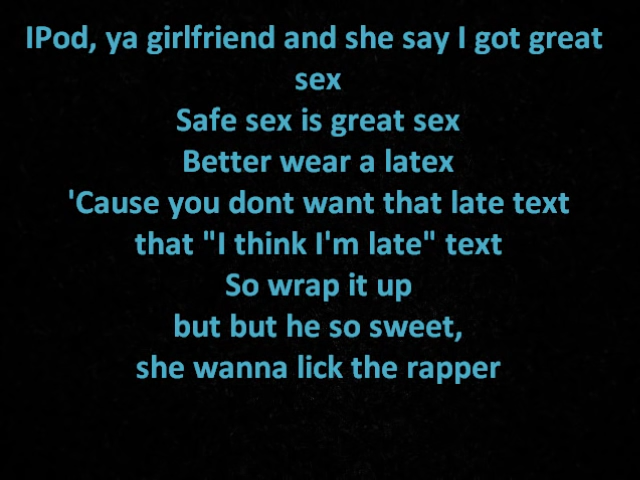 IPod, ya girlfriend and she say I got great
sex
Safe sex is great sex
Better wear a latex
'Cause you dont want that late text
that "I think I'm late" text
So wrap it up
but but he so sweet,
she wanna lick the rapper